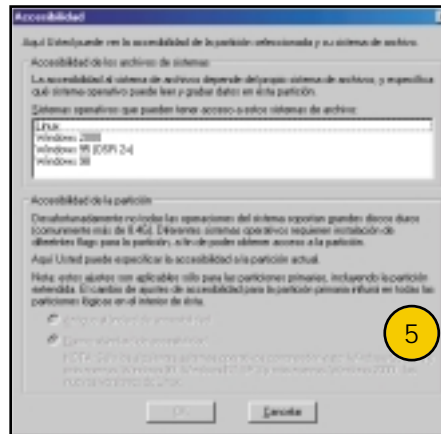 Accesibilidad
Aquí Usted puede ver la accesibilidad de la partición seleccionada y su sistema de archivo.
Accesibilidad de los archivos de sistemas
La accesibilidad al sistema de archivos depende del propio sistema de archivos, y especifica
qué sistema operativo puede leer y grabar datos en ésta partición.
Sistemas operativos que pueden tener acceso a estos sistemas de archivo:
Linux
Windows 2000
Windows 95 (OSR 2+)
Windows 98
Accesibilidad de la partición
Desafortunadamente no todas las operaciones del sistema soportan grandes discos duros
(comunmente más de 8.4G). Diferentes sistemas operativos requieren instalación de
diferentes flags para la partición, a fin de poder obtener acceso a la partición.
Aquí Usted puede especificar la accesibilidad a la partición actual.
Nota: estos ajustes son aplicables sólo para las particiones primarias, incluyendo la partición
extendida. El cambio de ajustes de accesibilidad para la partición primaria influirá en todas las
particiones lógicas en el interior de ésta.
5
OK
Cancelar